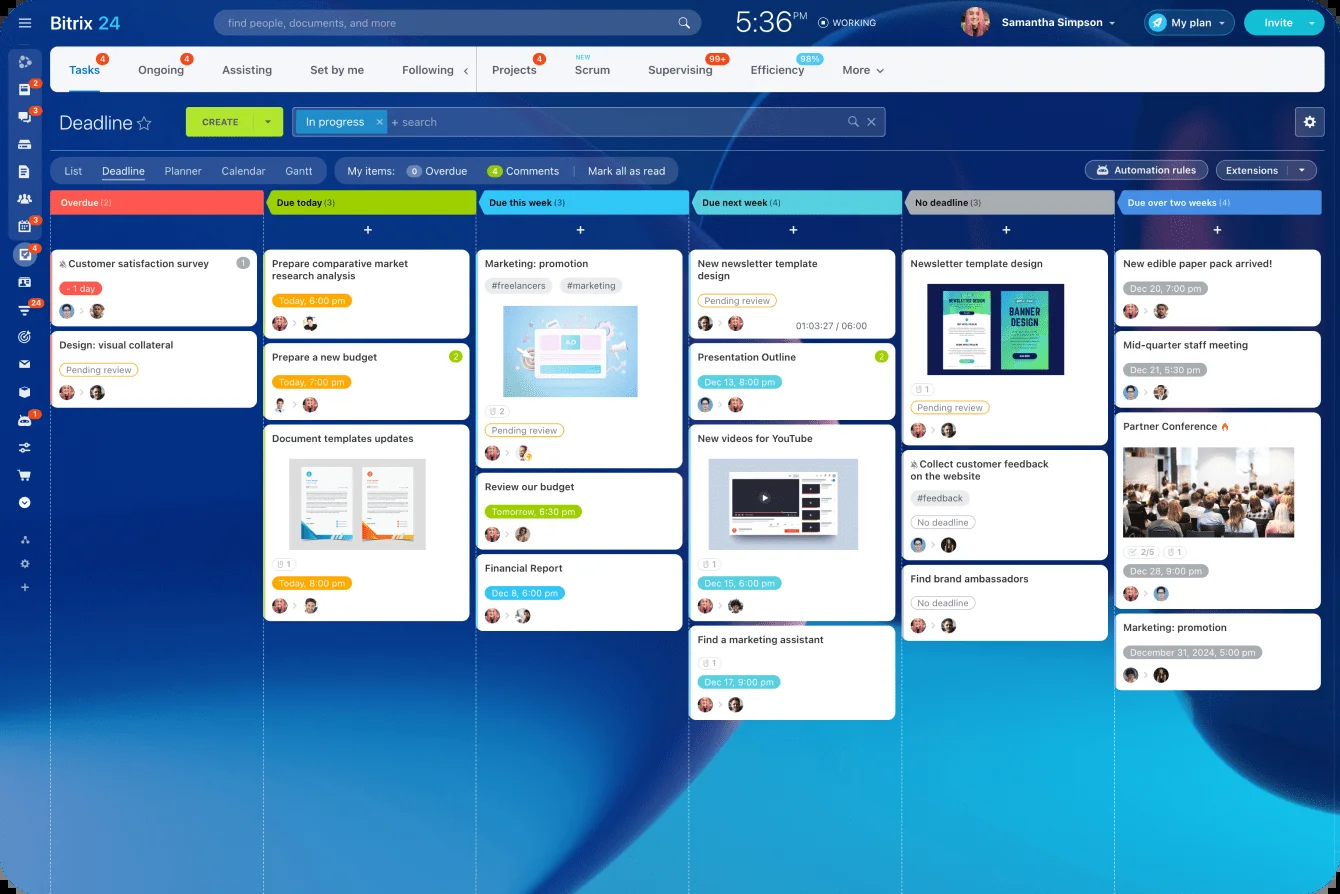 Bitrix 24
find people, documents, and more
5:36 PM
WORKING
Samantha Simpson
My plan
Invite
Tasks 4
Ongoing 4
Assisting
Set by me
Following
Projects 4
NEW
Scrum
Supervising 99+
Efficiency 98%
More
Deadline
CREATE
In progress ×
+ search
List
Deadline
Planner
Calendar
Gantt
My items:
0 Overdue
4 Comments
Mark all as read
Automation rules
Extensions
2
3
3
4
24
1
Overdue (2)
Customer satisfaction survey 1
- 1 day
Design: visual collateral
Pending review
Due today (3)
+
Prepare comparative market
research analysis
Today, 6:00 pm
Prepare a new budget 2
Today, 7:00 pm
Document templates updates
1
Today, 8:00 pm
Due this week (3)
+
Marketing: promotion
#freelancers #marketing
2
Pending review
Review our budget
Tomorrow, 6:30 pm
Financial Report
Dec 8, 6:00 pm
Due next week (4)
+
New newsletter template
design
Pending review
01:03:27 / 06:00
Presentation Outline 2
Dec 13, 8:00 pm
New videos for YouTube
1
Dec 15, 6:00 pm
Find a marketing assistant
1
Dec 17, 9:00 pm
No deadline (3)
+
Newsletter template design
NEWSLETTER
DESIGN
BANNER
DESIGN
1
Pending review
Collect customer feedback
on the website
#feedback
No deadline
Find brand ambassadors
No deadline
Due over two weeks (4)
+
New edible paper pack arrived!
Dec 20, 7:00 pm
Mid-quarter staff meeting
Dec 21, 5:30 pm
Partner Conference
2/5 1
Dec 28, 9:00 pm
Marketing: promotion
December 31, 2024, 5:00 pm